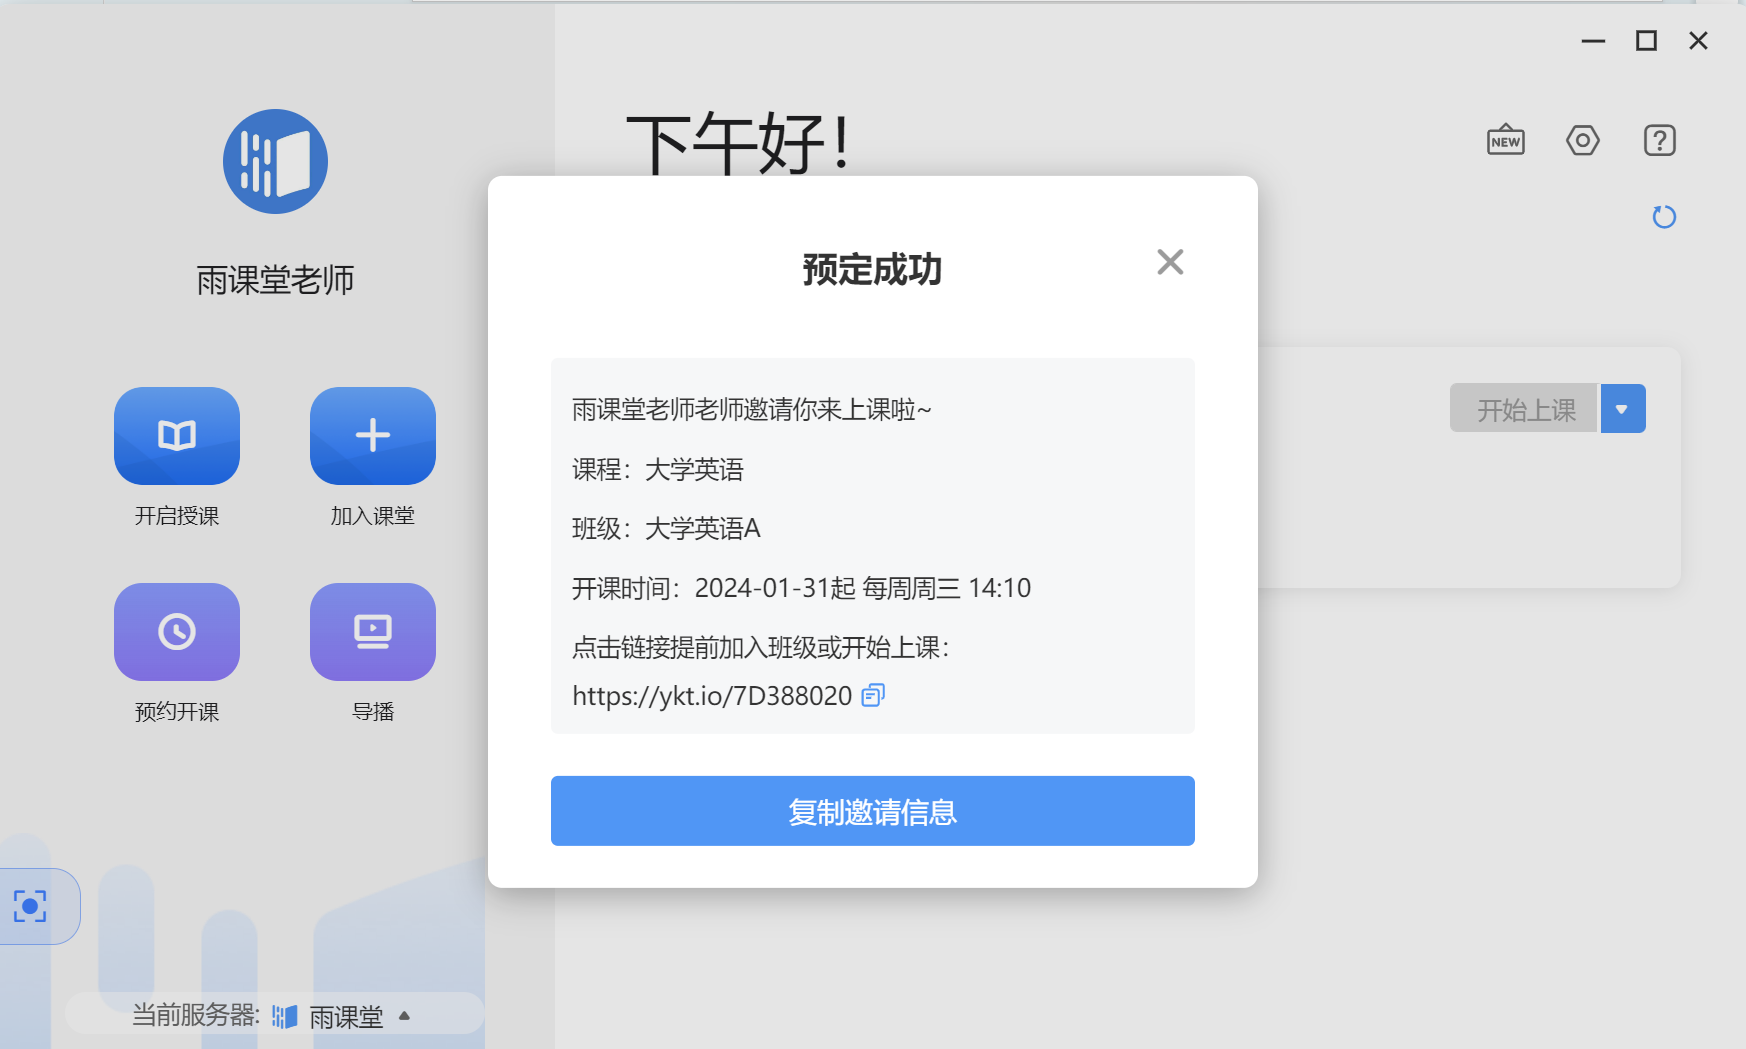 下午好！
NEW
雨课堂老师
开启授课
加入课堂
预约开课
导播
当前服务器:
雨课堂
开始上课
预定成功
雨课堂老师老师邀请你来上课啦~
课程：大学英语
班级：大学英语A
开课时间：2024-01-31起 每周周三 14:10
点击链接提前加入班级或开始上课：
https://ykt.io/7D388020
复制邀请信息